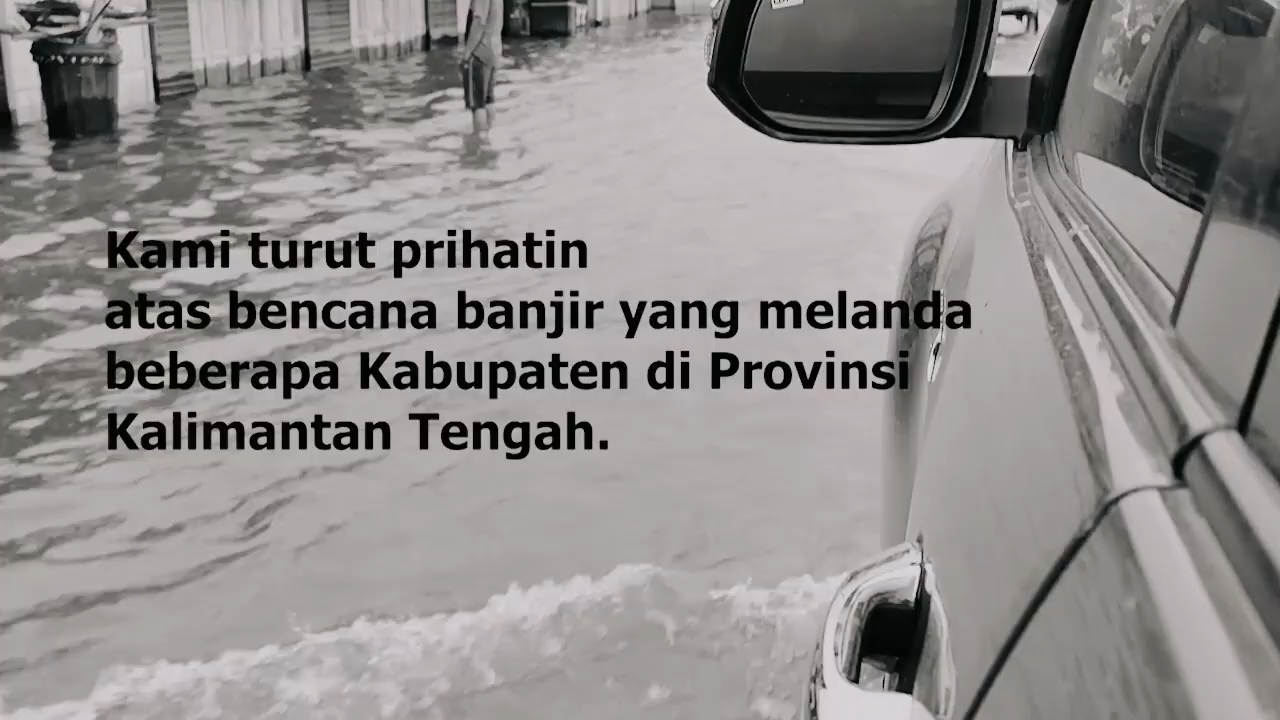 Kami turut prihatin
atas bencana banjir yang melanda
beberapa Kabupaten di Provinsi
Kalimantan Tengah.